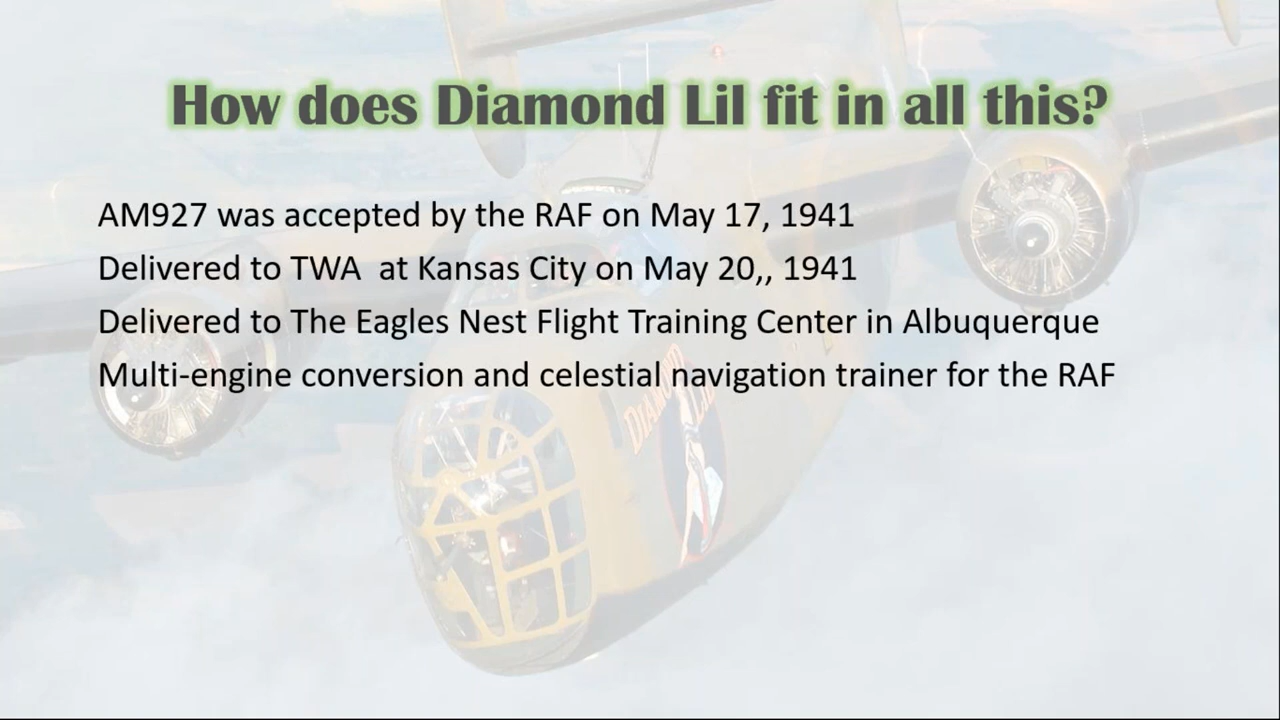 How does Diamond Lil fit in all this?
AM927 was accepted by the RAF on May 17, 1941
Delivered to TWA  at Kansas City on May 20,, 1941
Delivered to The Eagles Nest Flight Training Center in Albuquerque
Multi-engine conversion and celestial navigation trainer for the RAF
DIAMOND LIL